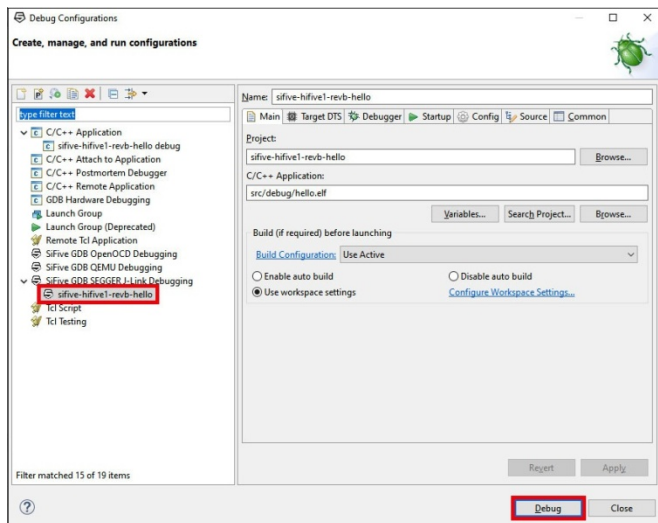 Debug Configurations
Create, manage, and run configurations
type filter text
C/C++ Application
sifive-hifive1-revb-hello debug
C/C++ Attach to Application
C/C++ Postmortem Debugger
C/C++ Remote Application
GDB Hardware Debugging
Launch Group
Launch Group (Deprecated)
Remote Tcl Application
SiFive GDB OpenOCD Debugging
SiFive GDB QEMU Debugging
SiFive GDB SEGGER J-Link Debugging
sifive-hifive1-revb-hello
Tcl Script
Tcl Testing
Filter matched 15 of 19 items
Name: sifive-hifive1-revb-hello
Main Target DTS Debugger Startup Config Source Common
Project:
sifive-hifive1-revb-hello Browse...
C/C++ Application:
src/debug/hello.elf
Variables... Search Project... Browse...
Build (if required) before launching
Build Configuration: Use Active
Enable auto build Disable auto build
Use workspace settings Configure Workspace Settings...
Revert Apply
Debug Close